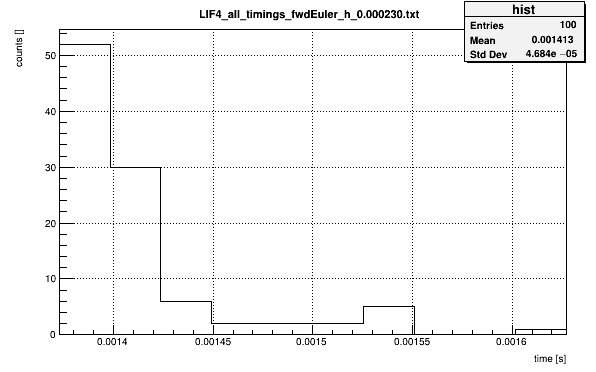 LIF4_all_timings_fwdEuler_h_0.000230.txt
hist
Entries 100
Mean 0.001413
Std Dev 4.684e −05
counts []
50
40
30
20
10
0
0.0014 0.00145 0.0015 0.00155 0.0016
time [s]